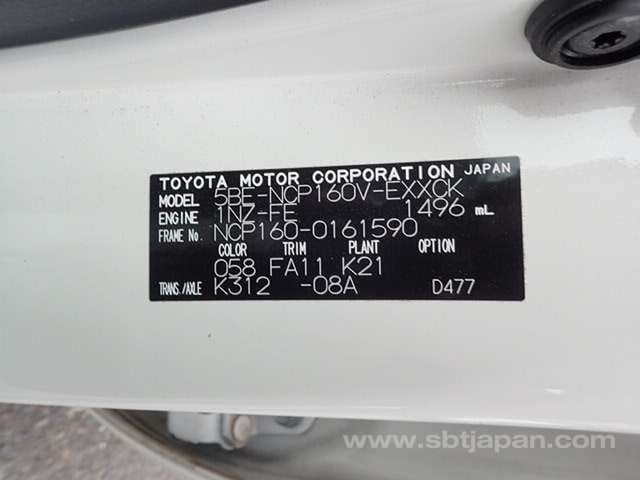 TOYOTA MOTOR CORPORATION JAPAN
MODEL 5BE-NCP160V-EXXCK
ENGINE 1NZ-FE 1496 mL
FRAME No. NCP160-0161590
COLOR TRIM PLANT OPTION
058 FA11 K21
TRANS./AXLE K312 -08A D477
www.sbtjapan.com